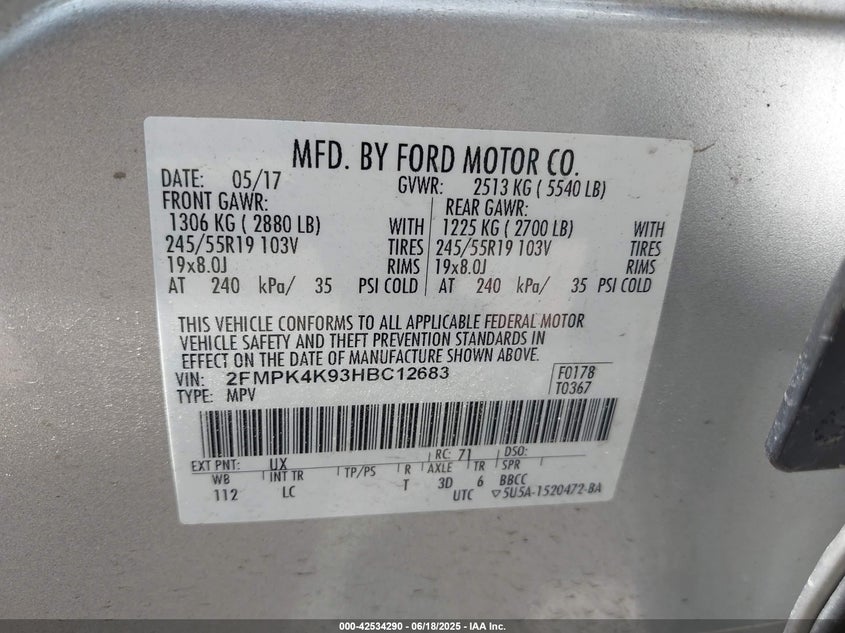 MFD. BY FORD MOTOR CO.
DATE: 05/17 GVWR: 2513 KG ( 5540 LB)
FRONT GAWR: REAR GAWR:
1306 KG ( 2880 LB) WITH 1225 KG ( 2700 LB) WITH
245/55R19 103V TIRES 245/55R19 103V TIRES
19x8.0J RIMS 19x8.0J RIMS
AT 240 kPa/ 35 PSI COLD AT 240 kPa/ 35 PSI COLD
THIS VEHICLE CONFORMS TO ALL APPLICABLE FEDERAL MOTOR
VEHICLE SAFETY AND THEFT PREVENTION STANDARDS IN
EFFECT ON THE DATE OF MANUFACTURE SHOWN ABOVE.
VIN: 2FMPK4K93HBC12683 F0178
TYPE: MPV T0367
RC: 71 DSO:
EXT PNT: UX
WB INT TR TP/PS R AXLE TR SPR
112 LC T 3D 6 BBCC
UTC ▽5U5A-1520472-BA
000-42534290 - 06/18/2025 - IAA Inc.